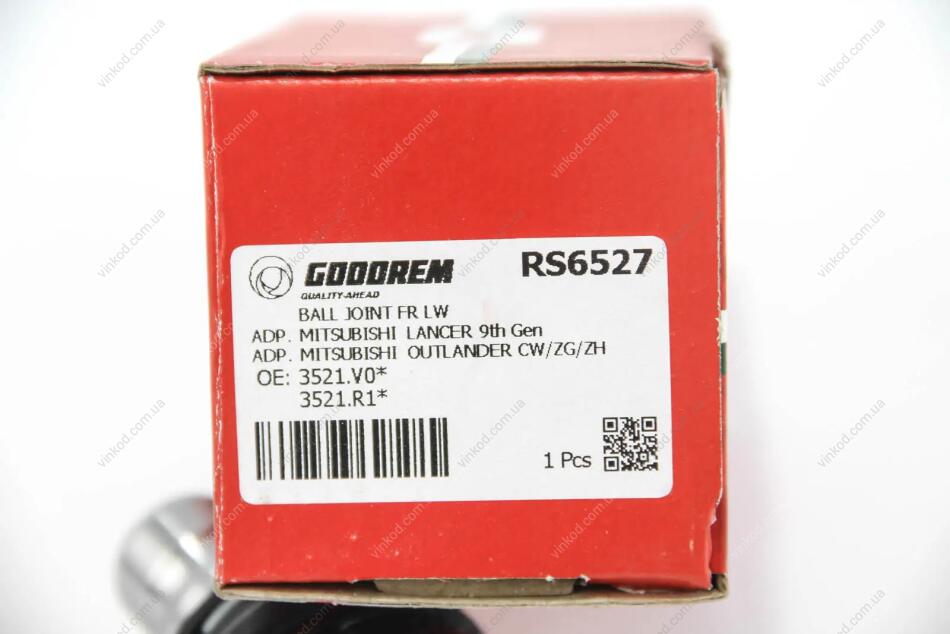 GOODREM
QUALITY-AHEAD
RS6527
BALL JOINT FR LW
ADP. MITSUBISHI LANCER 9th Gen
ADP. MITSUBISHI OUTLANDER CW/ZG/ZH
OE: 3521.V0*
3521.R1*
1 Pcs
vinkod.com.ua